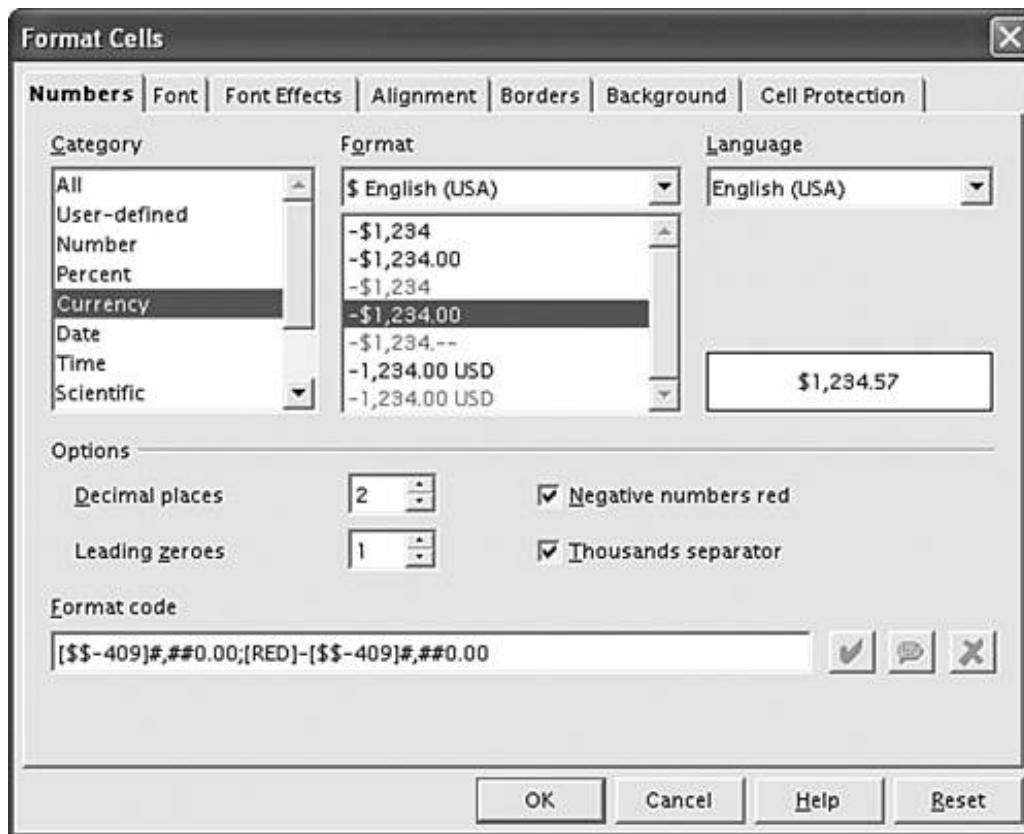 Format Cells
Numbers Font Font Effects Alignment Borders Background Cell Protection
Category
All
User-defined
Number
Percent
Currency
Date
Time
Scientific
Format
$ English (USA)
-$1,234
-$1,234.00
-$1,234
-$1,234.00
-$1,234.--
-1,234.00 USD
-1,234.00 USD
Language
English (USA)
$1,234.57
Options
Decimal places 2
Negative numbers red
Leading zeroes 1
Thousands separator
Format code
[$$-409]#,##0.00;[RED]-[$$-409]#,##0.00
OK Cancel Help Reset